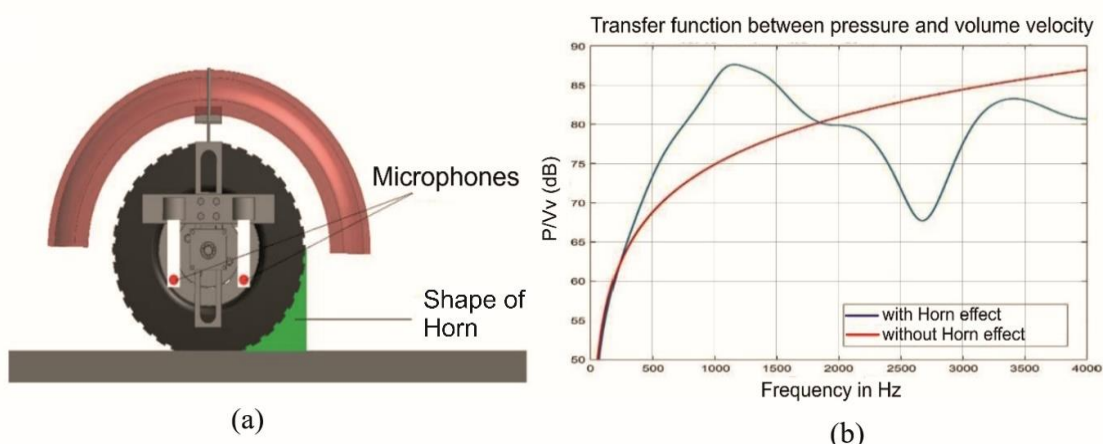 Microphones
Shape of
Horn
(a)
Transfer function between pressure and volume velocity
P/Vv (dB)
90
85
80
75
70
65
60
55
50
0 500 1000 1500 2000 2500 3000 3500 4000
with Horn effect
without Horn effect
Frequency in Hz
(b)